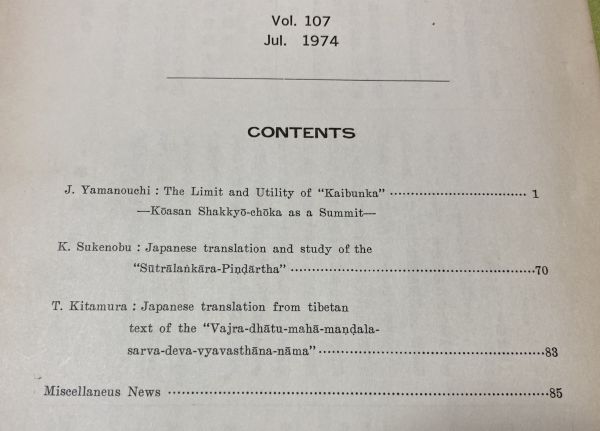 Vol. 107
Jul. 1974
CONTENTS
J. Yamanouchi : The Limit and Utility of “Kaibunka” ································ 1
—Kōasan Shakkyō-chōka as a Summit—
K. Sukenobu : Japanese translation and study of the
“Sūtrālaṅkāra-Piṇḍārtha” ························································70
T. Kitamura : Japanese translation from tibetan
text of the “Vajra-dhātu-mahā-maṇḍala-
sarva-deva-vyavasthāna-nāma” ····················································83
Miscellaneus News ·······················································································85